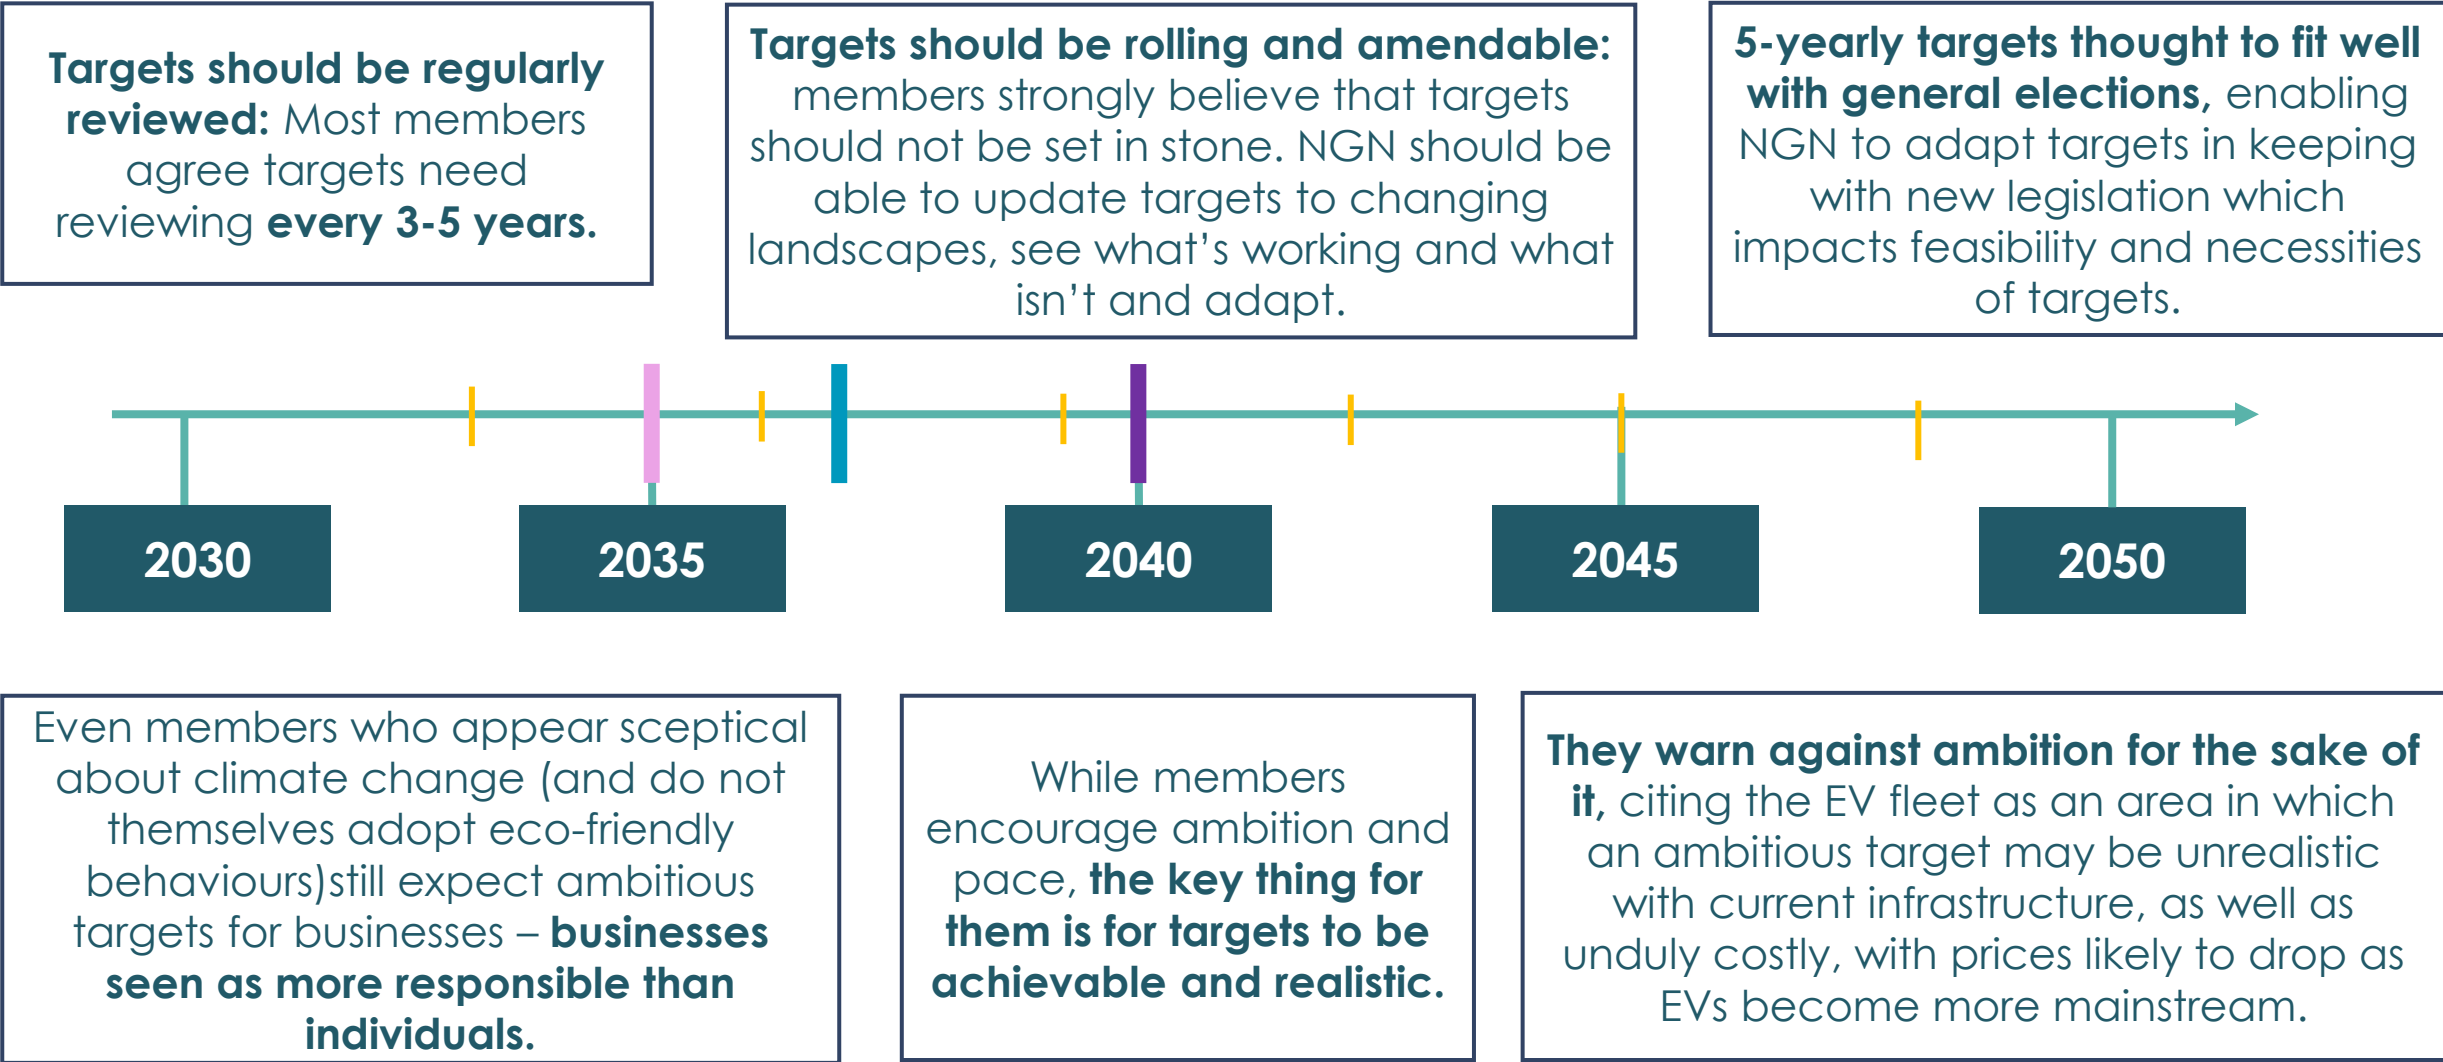 Targets should be regularly
reviewed: Most members
agree targets need
reviewing every 3-5 years.
Targets should be rolling and amendable:
members strongly believe that targets
should not be set in stone. NGN should be
able to update targets to changing
landscapes, see what’s working and what
isn’t and adapt.
5-yearly targets thought to fit well
with general elections, enabling
NGN to adapt targets in keeping
with new legislation which
impacts feasibility and necessities
of targets.
2030
2035
2040
2045
2050
Even members who appear sceptical
about climate change (and do not
themselves adopt eco-friendly
behaviours)still expect ambitious
targets for businesses – businesses
seen as more responsible than
individuals.
While members
encourage ambition and
pace, the key thing for
them is for targets to be
achievable and realistic.
They warn against ambition for the sake of
it, citing the EV fleet as an area in which
an ambitious target may be unrealistic
with current infrastructure, as well as
unduly costly, with prices likely to drop as
EVs become more mainstream.